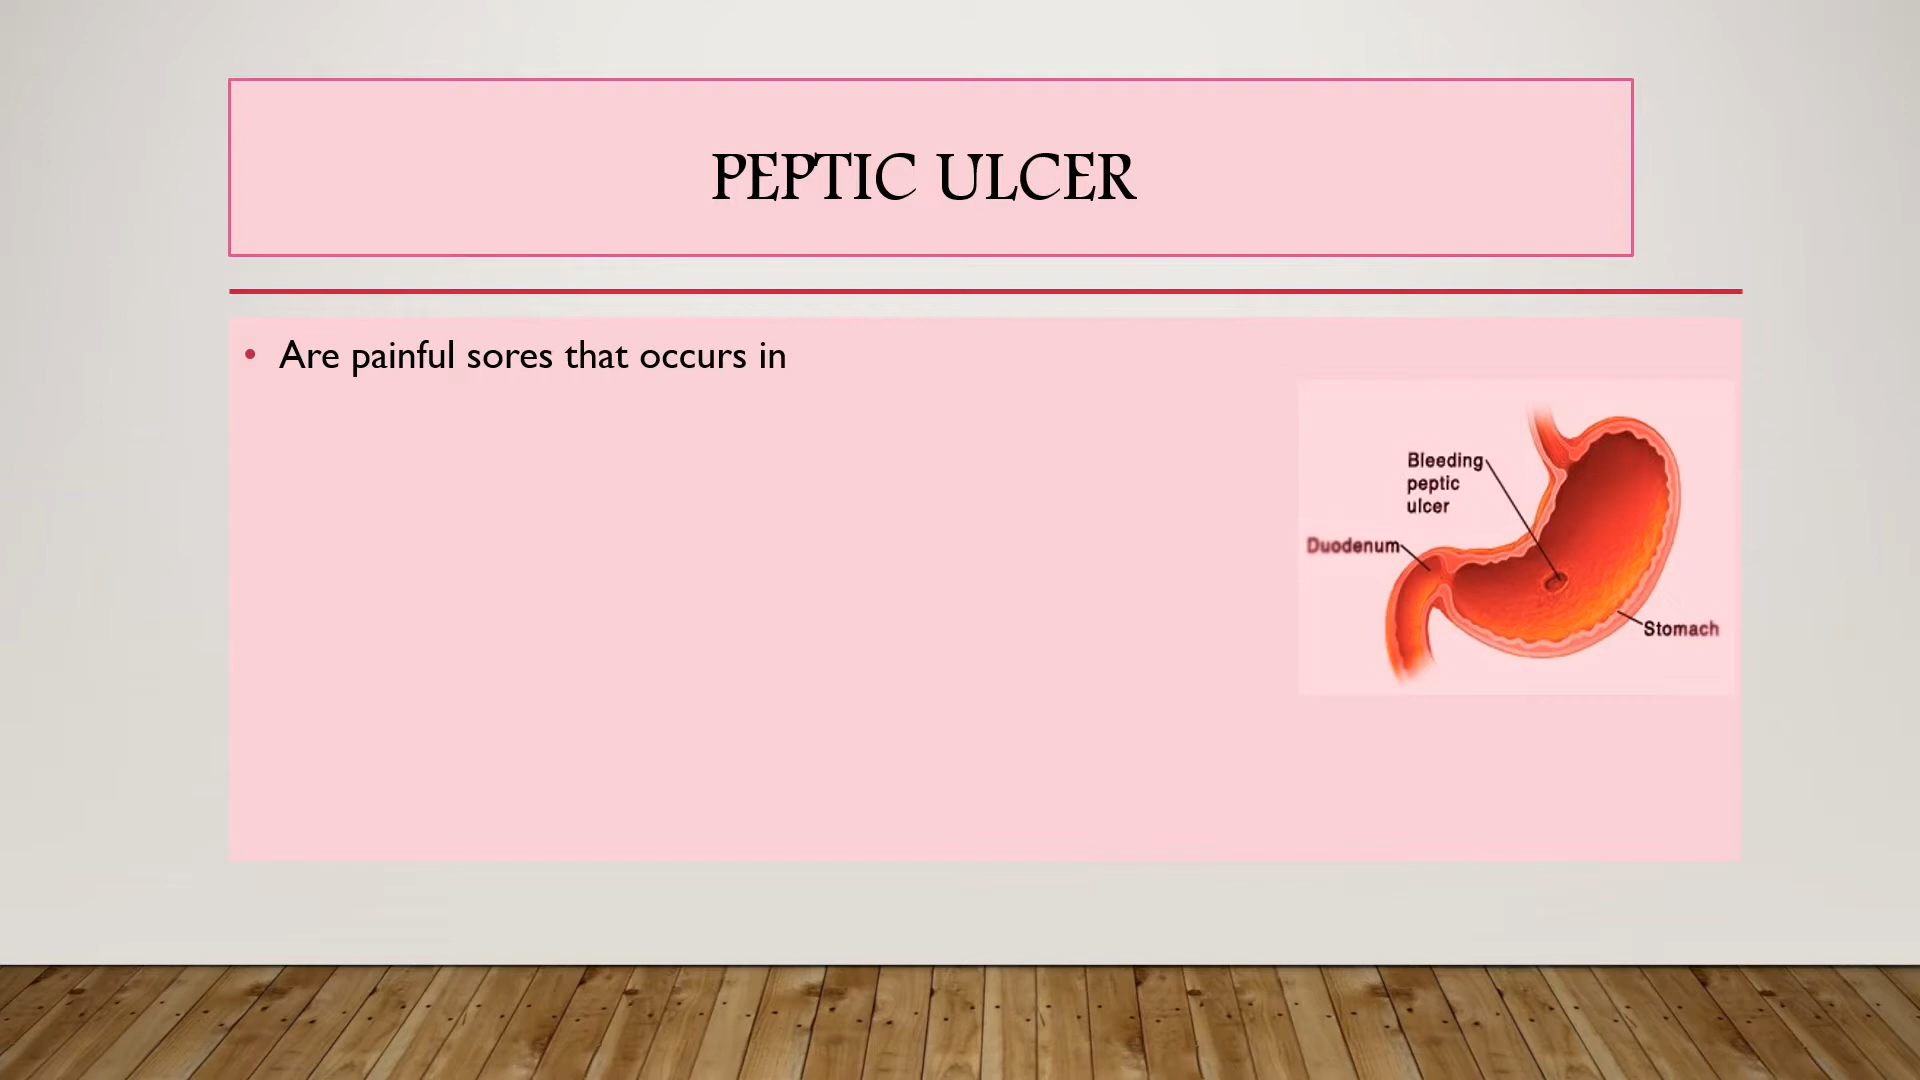 PEPTIC ULCER
• Are painful sores that occurs in
Bleeding
peptic
ulcer
Duodenum
Stomach